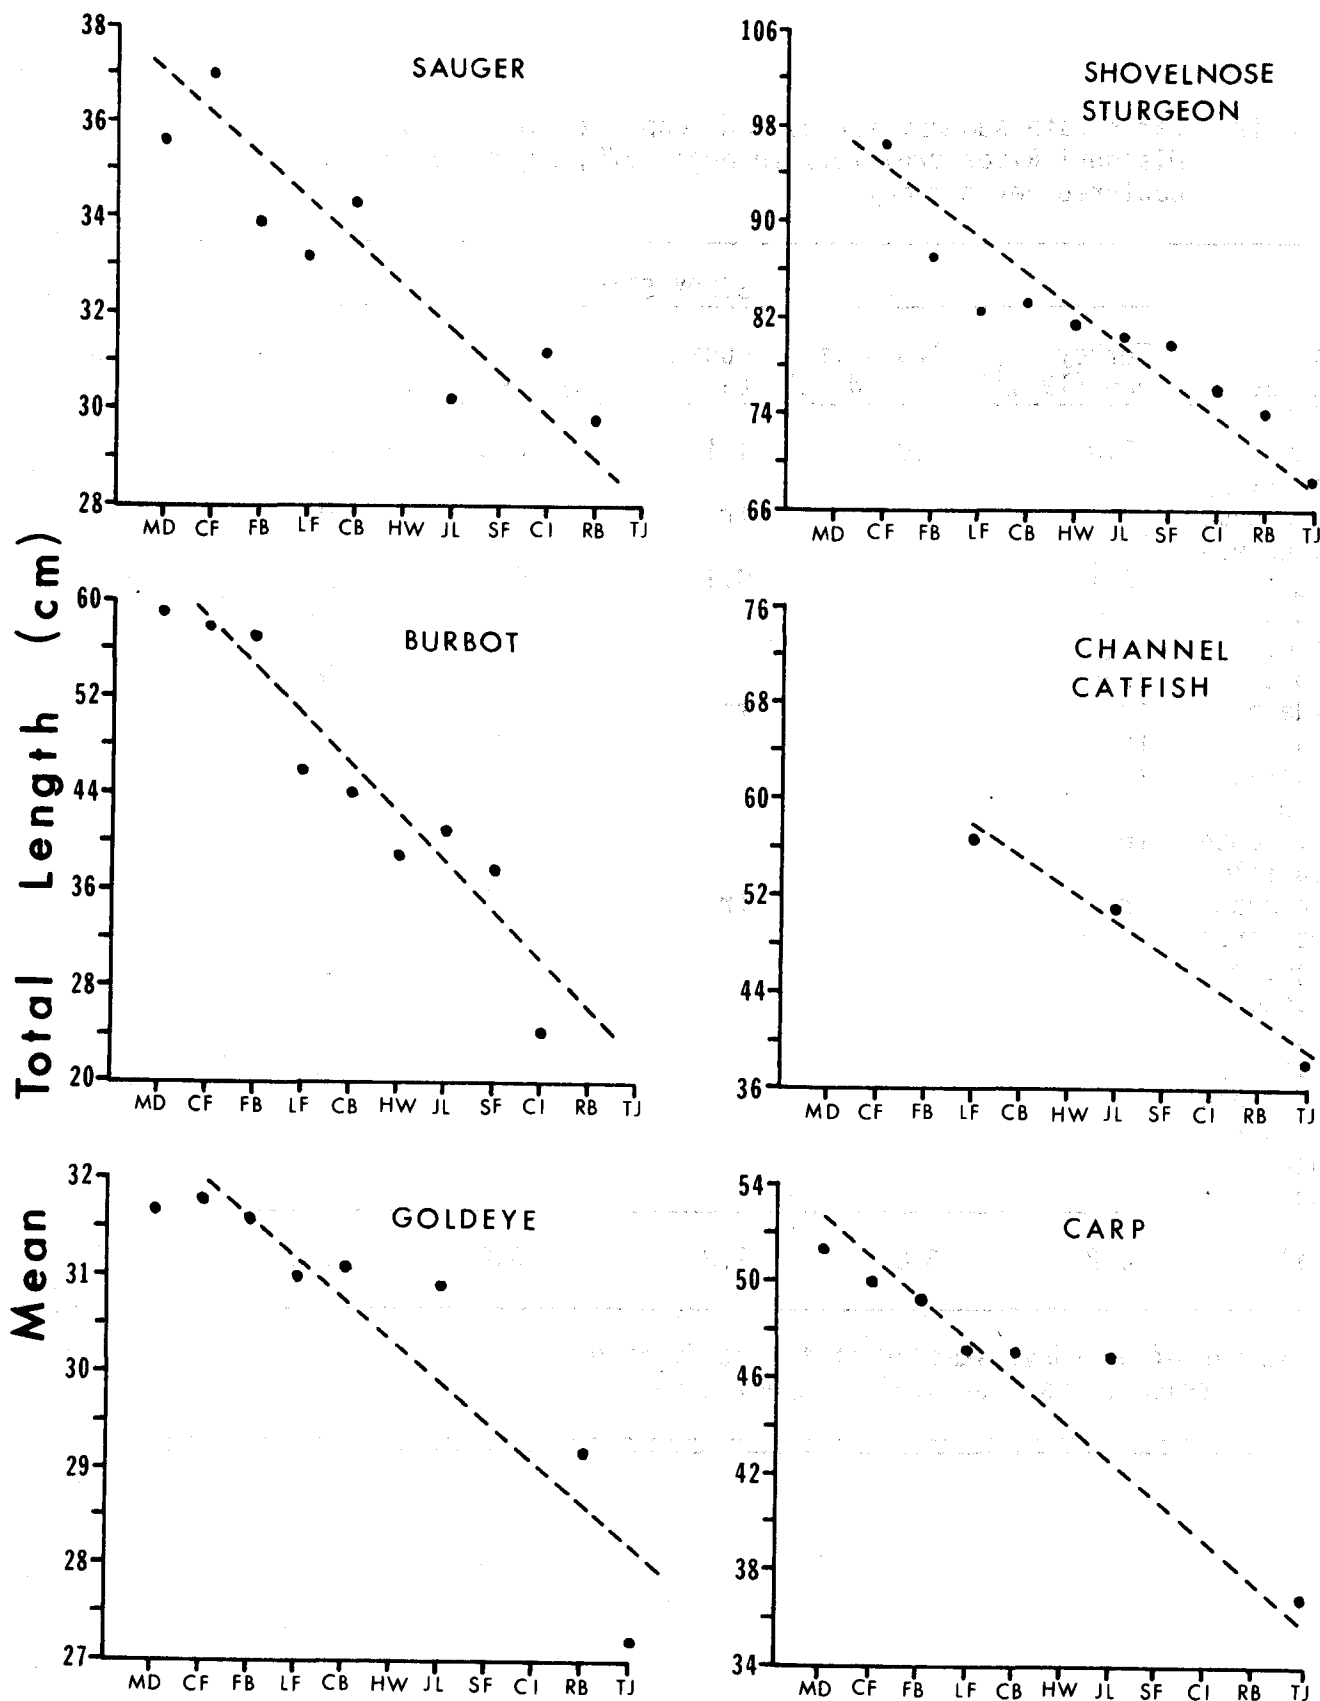 Mean Total Length (cm)
SAUGER
38
36
34
32
30
28
MD CF FB LF CB HW JL SF CI RB TJ
SHOVELNOSE
STURGEON
106
98
90
82
74
66
MD CF FB LF CB HW JL SF CI RB TJ
BURBOT
60
52
44
36
28
20
MD CF FB LF CB HW JL SF CI RB TJ
CHANNEL
CATFISH
76
68
60
52
44
36
MD CF FB LF CB HW JL SF CI RB TJ
GOLDEYE
32
31
30
29
28
27
MD CF FB LF CB HW JL SF CI RB TJ
CARP
54
50
46
42
38
34
MD CF FB LF CB HW JL SF CI RB TJ